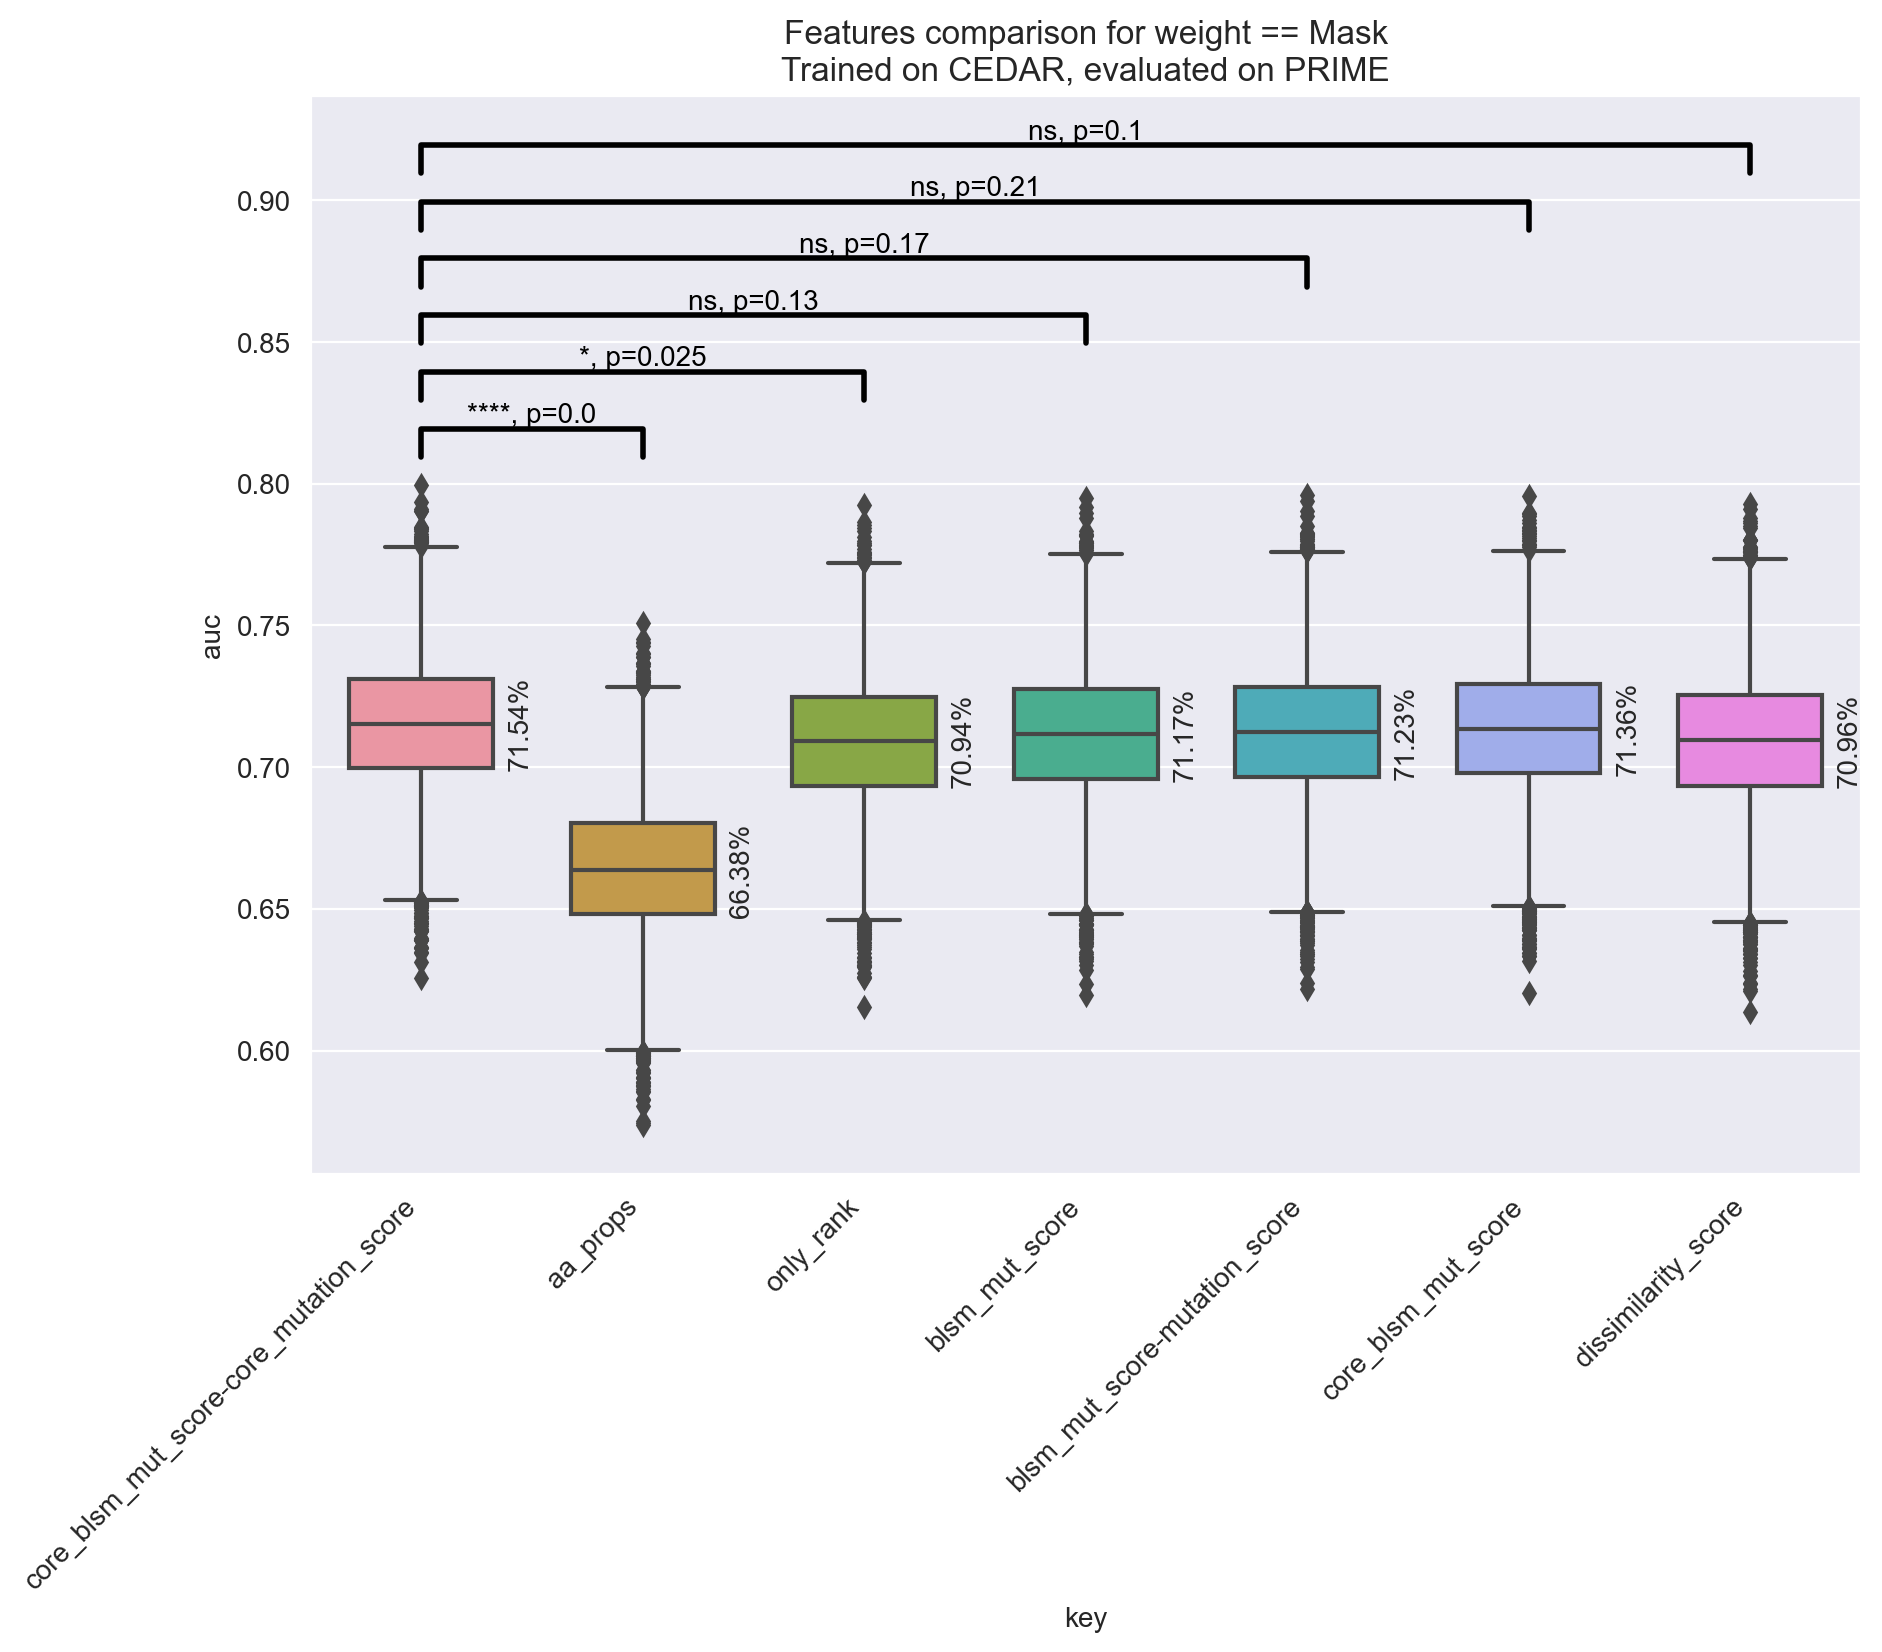 Features comparison for weight == Mask
Trained on CEDAR, evaluated on PRIME
ns, p=0.1
ns, p=0.21
ns, p=0.17
ns, p=0.13
*, p=0.025
****, p=0.0
0.90
0.85
0.80
0.75
0.70
0.65
0.60
auc
71.54%
66.38%
70.94%
71.17%
71.23%
71.36%
70.96%
core_blsm_mut_score-core_mutation_score
aa_props
only_rank
blsm_mut_score
blsm_mut_score-mutation_score
core_blsm_mut_score
dissimilarity_score
key